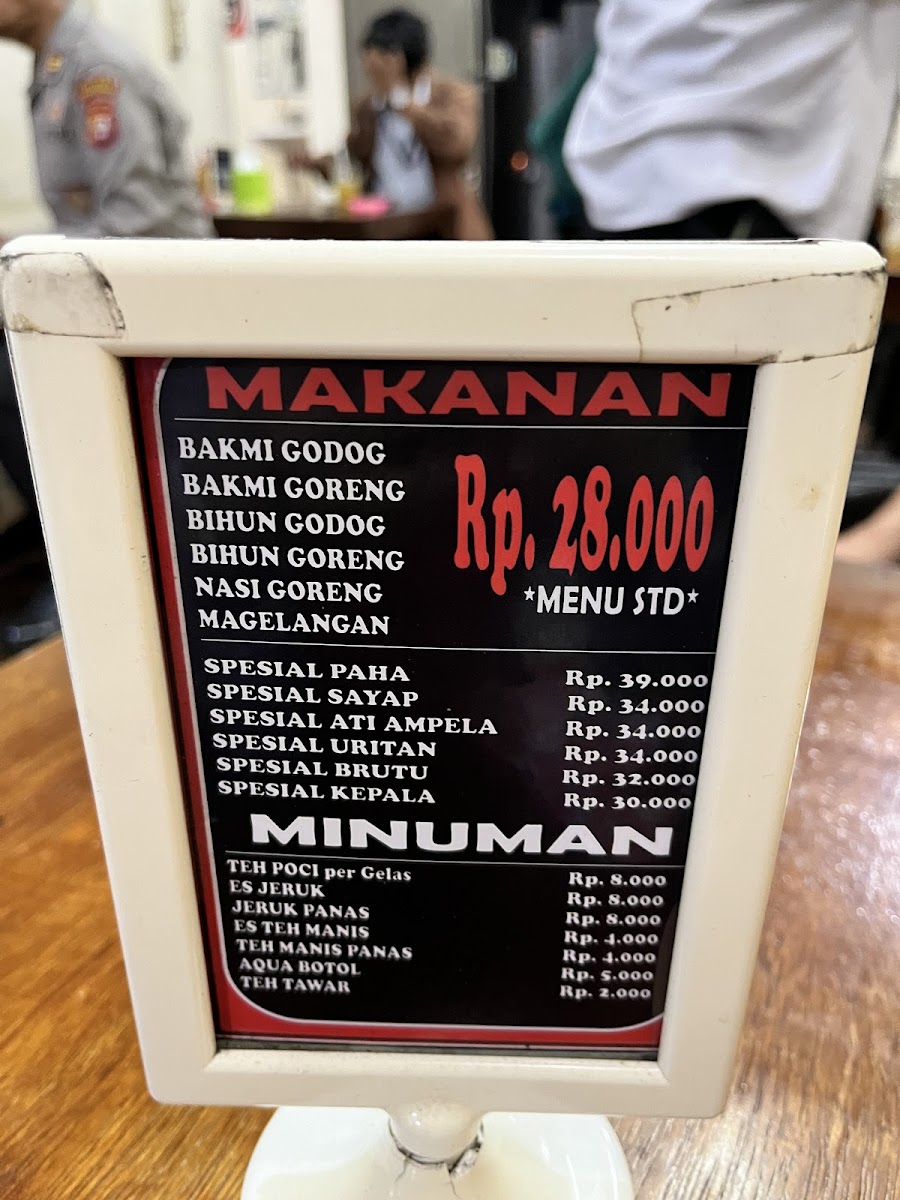 MAKANAN
BAKMI GODOG
BAKMI GORENG
BIHUN GODOG
BIHUN GORENG
NASI GORENG
MAGELANGAN
Rp. 28.000
*MENU STD*
SPESIAL PAHA Rp. 39.000
SPESIAL SAYAP Rp. 34.000
SPESIAL ATI AMPELA Rp. 34.000
SPESIAL URITAN Rp. 34.000
SPESIAL BRUTU Rp. 32.000
SPESIAL KEPALA Rp. 30.000
MINUMAN
TEH POCI per Gelas Rp. 8.000
ES JERUK Rp. 8.000
JERUK PANAS Rp. 8.000
ES TEH MANIS Rp. 4.000
TEH MANIS PANAS Rp. 4.000
AQUA BOTOL Rp. 5.000
TEH TAWAR Rp. 2.000